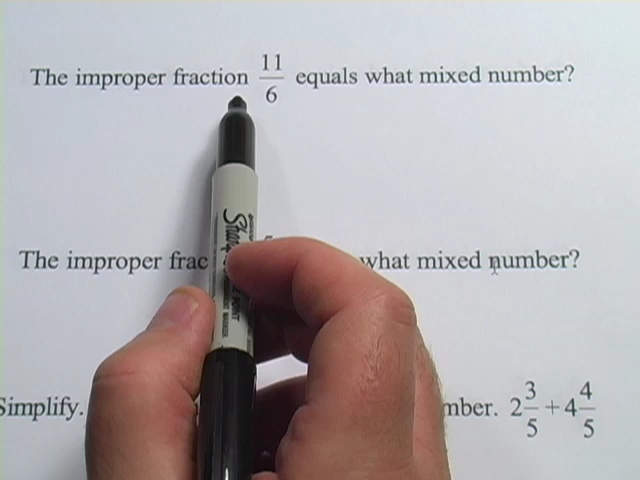 The improper fraction 11/6 equals what mixed number?
The improper frac what mixed number?
Simplify. mber. 2 3/5 + 4 4/5